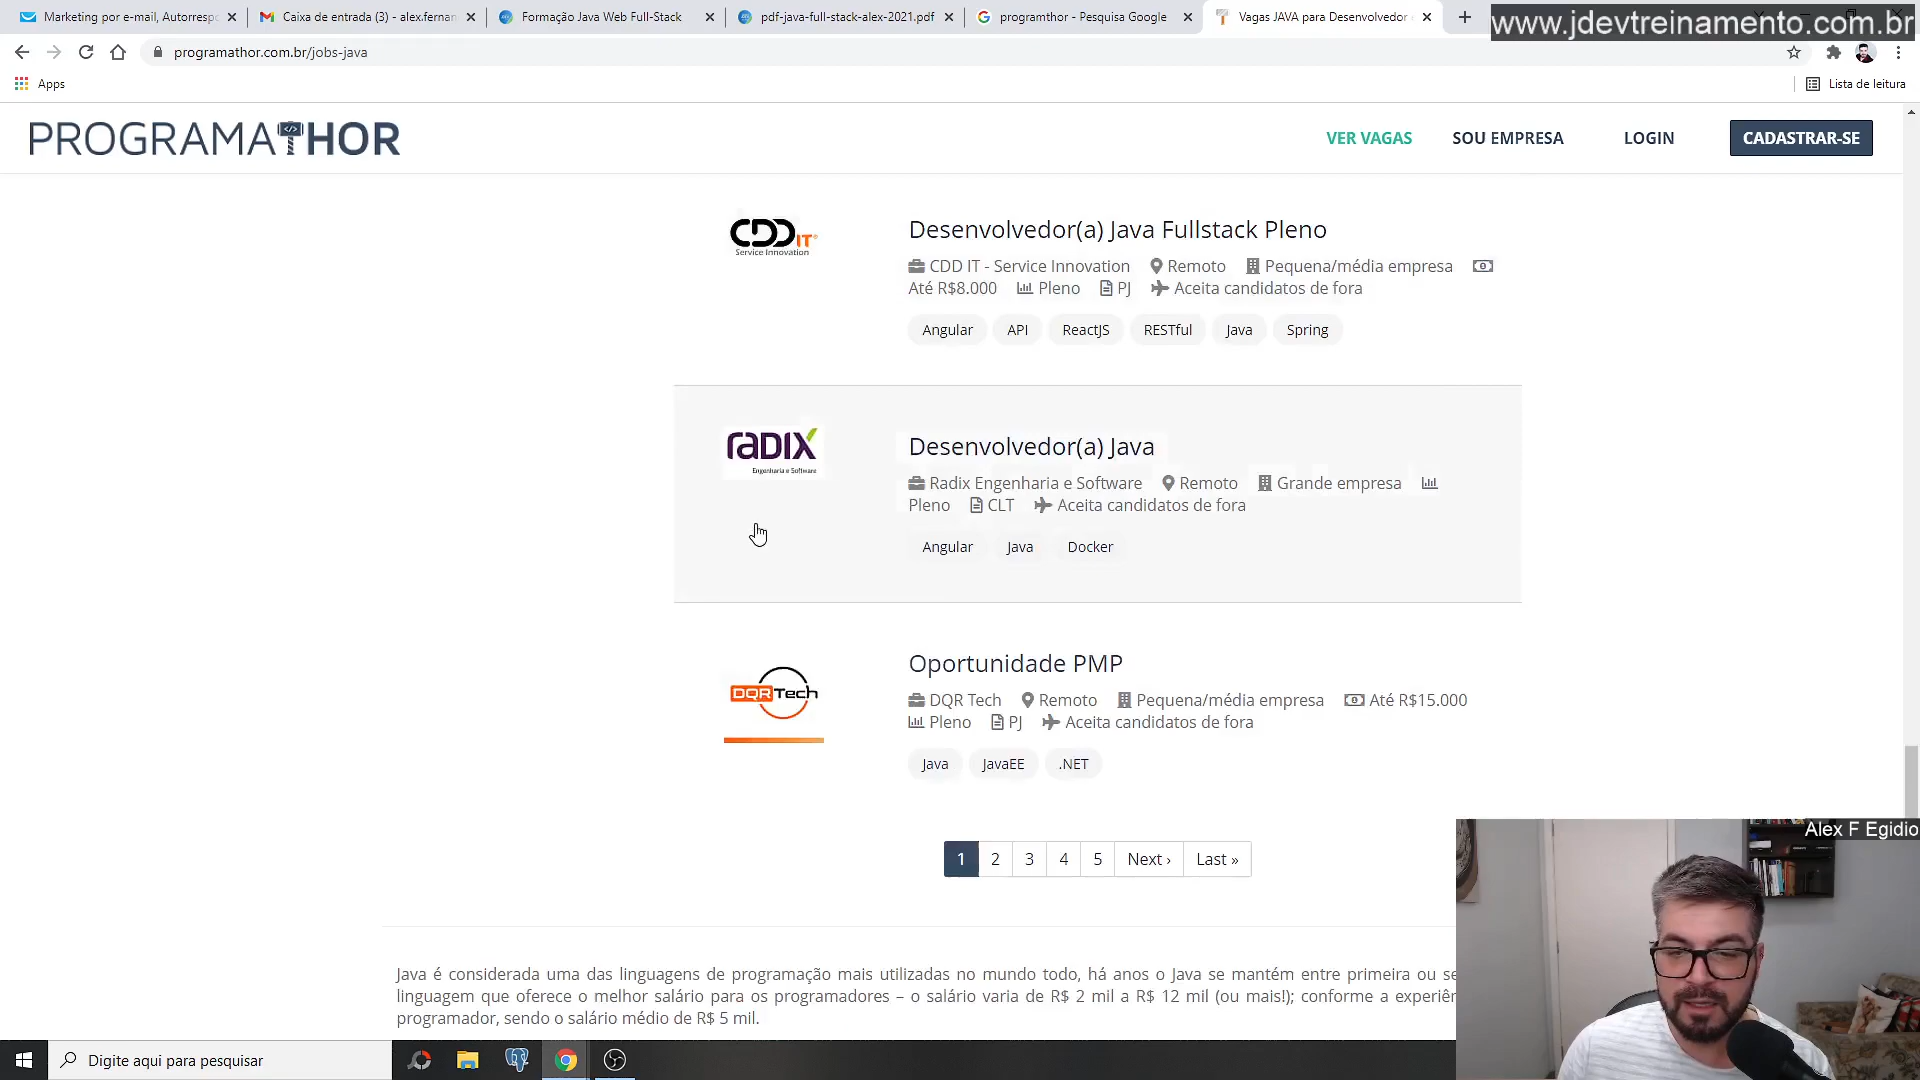 Marketing por e-mail, Autorrespo
Caixa de entrada (3) - alex.fernan
Formação Java Web Full-Stack
pdf-java-full-stack-alex-2021.pdf
programthor - Pesquisa Google
Vagas JAVA para Desenvolvedor
www.jdevtreinamento.com.br
programathor.com.br/jobs-java
Apps
Lista de leitura
PROGRAMATHOR
VER VAGAS
SOU EMPRESA
LOGIN
CADASTRAR-SE
CDD IT
Service Innovation
Desenvolvedor(a) Java Fullstack Pleno
CDD IT - Service Innovation Remoto Pequena/média empresa
Até R$8.000 Pleno PJ Aceita candidatos de fora
Angular API ReactJS RESTful Java Spring
radix
Engenharia e Software
Desenvolvedor(a) Java
Radix Engenharia e Software Remoto Grande empresa
Pleno CLT Aceita candidatos de fora
Angular Java Docker
DQRTech
Oportunidade PMP
DQR Tech Remoto Pequena/média empresa Até R$15.000
Pleno PJ Aceita candidatos de fora
Java JavaEE .NET
1 2 3 4 5 Next › Last »
Alex F Egidio
Java é considerada uma das linguagens de programação mais utilizadas no mundo todo, há anos o Java se mantém entre primeira ou se
linguagem que oferece o melhor salário para os programadores – o salário varia de R$ 2 mil a R$ 12 mil (ou mais!); conforme a experiên
programador, sendo o salário médio de R$ 5 mil.
Digite aqui para pesquisar